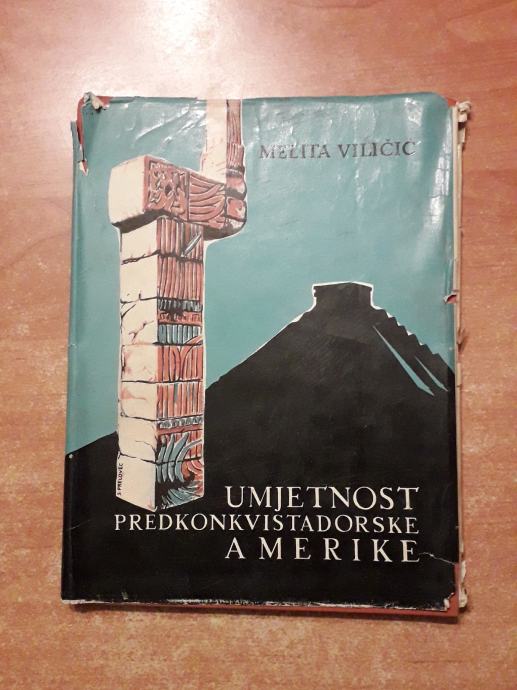 MELITA VILIČIĆ
UMJETNOST
PREDKONKVISTADORSKE
AMERIKE